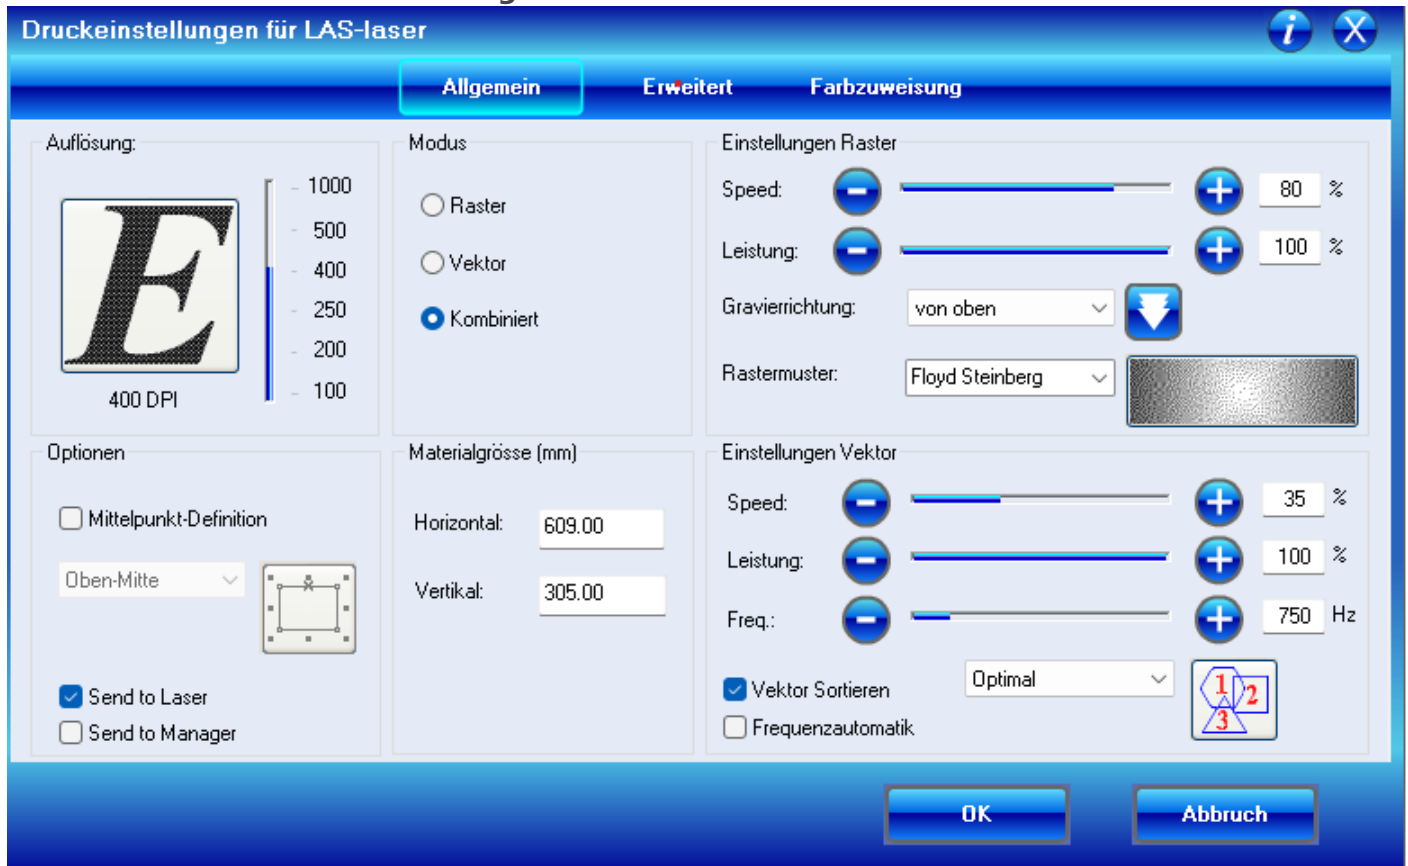 Druckeinstellungen für LAS-laser
i X
Allgemein Erweitert Farbzuweisung
Auflösung:
1000
500
400
250
200
100
E
400 DPI
Modus
Raster
Vektor
Kombiniert
Einstellungen Raster
Speed: 80 %
Leistung: 100 %
Gravierrichtung: von oben
Rastermuster: Floyd Steinberg
Optionen
Mittelpunkt-Definition
Oben-Mitte
Send to Laser
Send to Manager
Materialgrösse (mm)
Horizontal: 609.00
Vertikal: 305.00
Einstellungen Vektor
Speed: 35 %
Leistung: 100 %
Freq.: 750 Hz
Vektor Sortieren Optimal
1 2 3
Frequenzautomatik
OK Abbruch